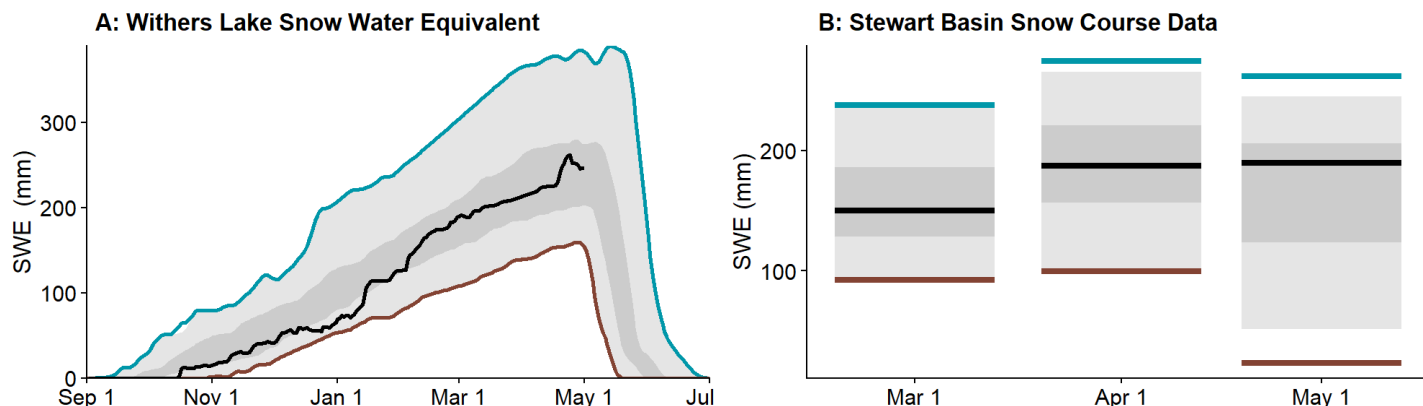 A: Withers Lake Snow Water Equivalent
SWE (mm)
300
200
100
0
Sep 1
Nov 1
Jan 1
Mar 1
May 1
Jul
B: Stewart Basin Snow Course Data
SWE (mm)
200
100
Mar 1
Apr 1
May 1